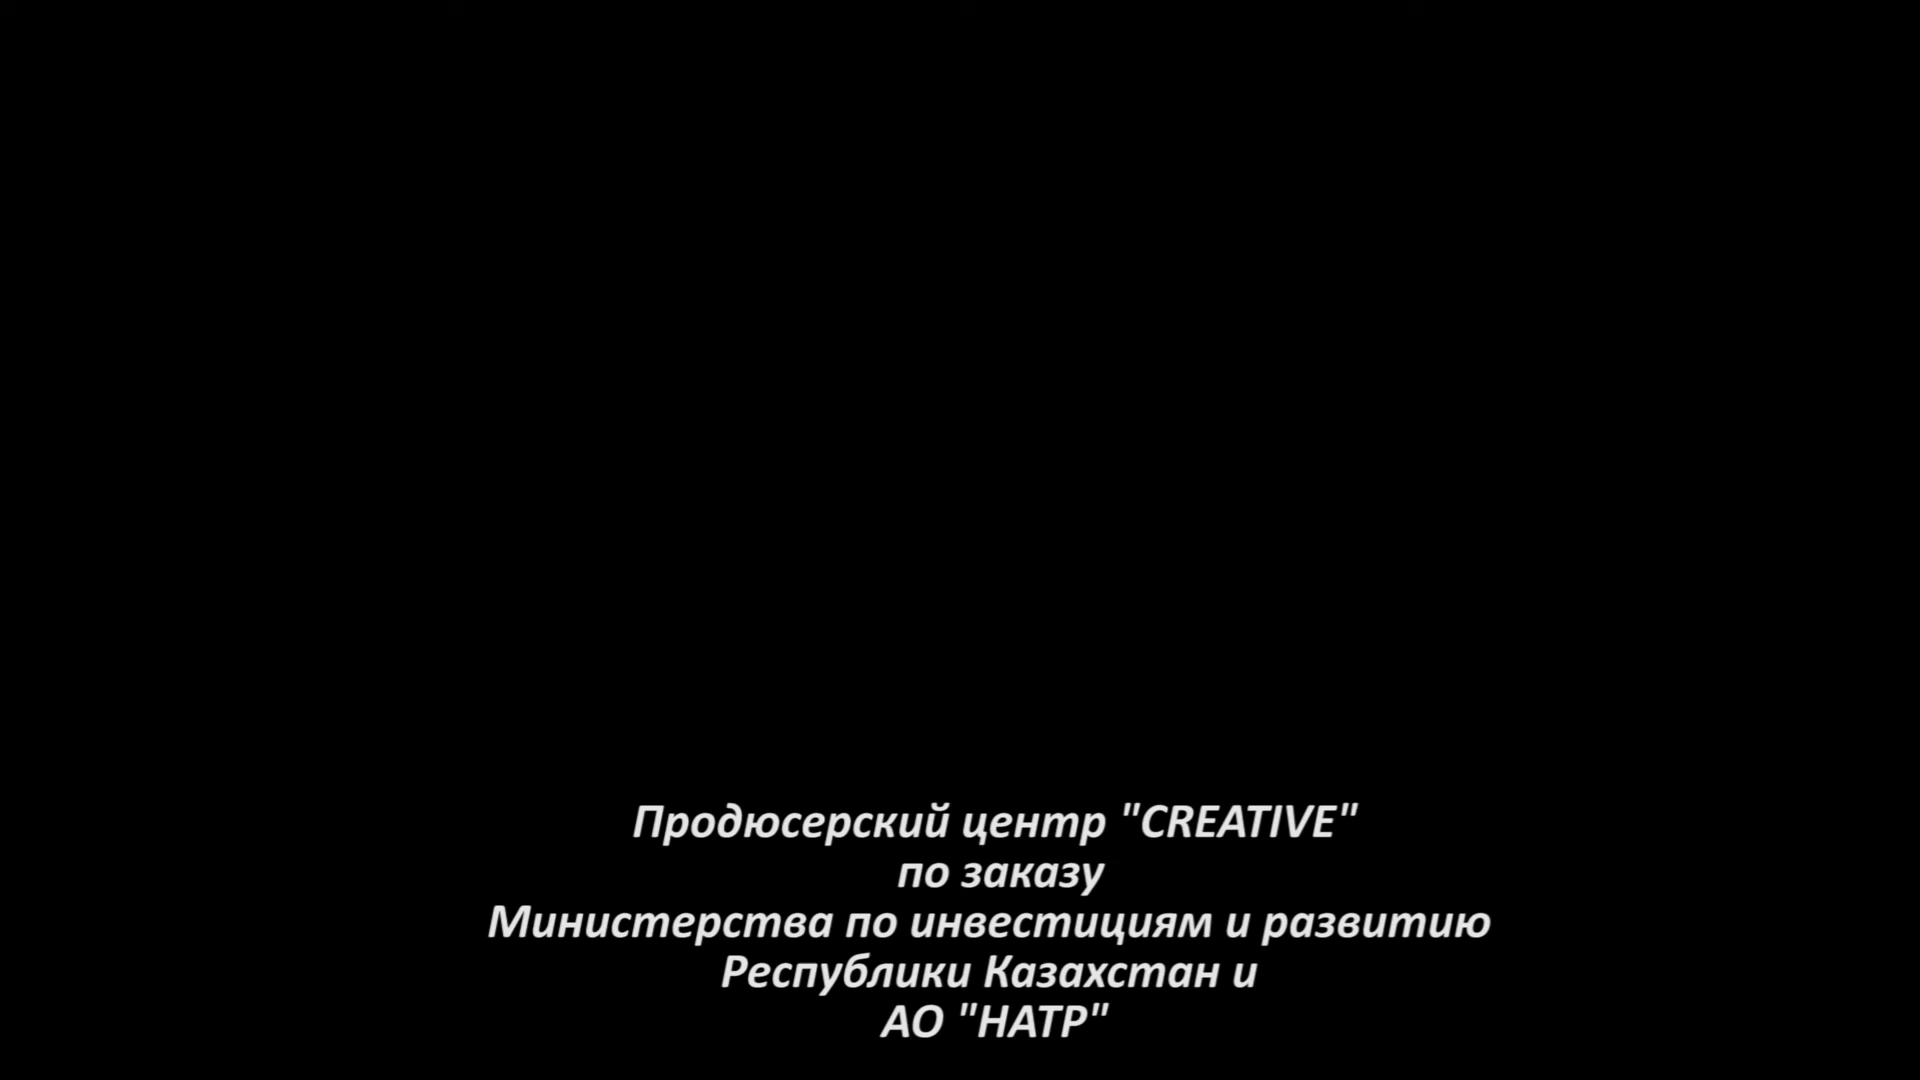 Продюсерский центр "CREATIVE"
по заказу
Министерства по инвестициям и развитию
Республики Казахстан и
АО "НАТР"